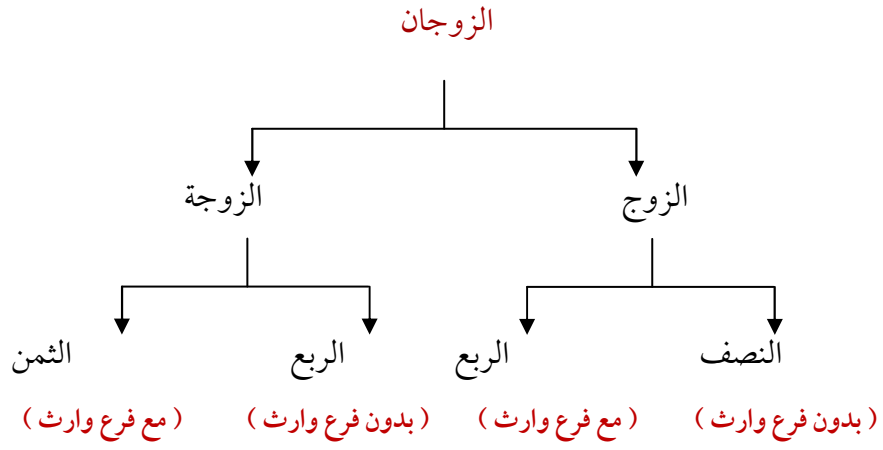 الزوجان
الزوج الزوجة
النصف الربع الربع الثمن
( بدون فرع وارث ) ( مع فرع وارث ) ( بدون فرع وارث ) ( مع فرع وارث )